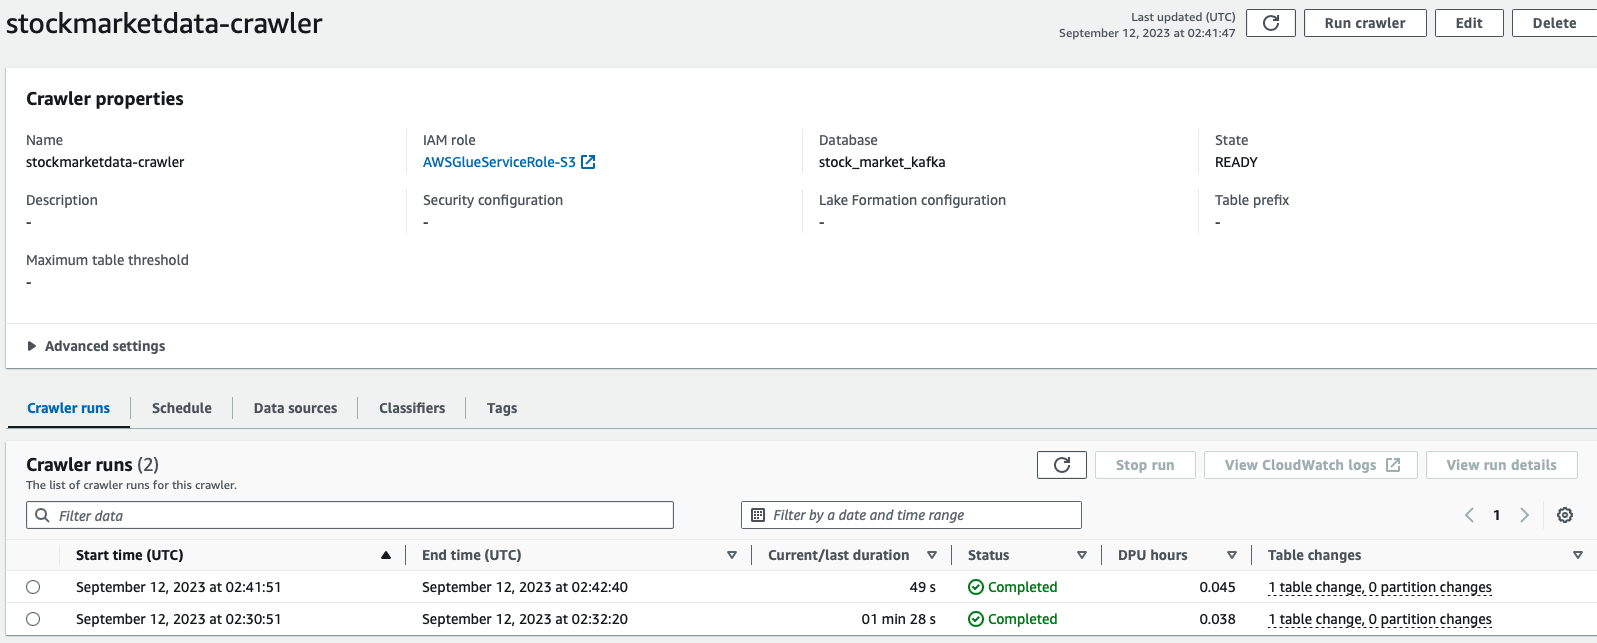 stockmarketdata-crawler
Last updated (UTC)
September 12, 2023 at 02:41:47
Run crawler
Edit
Delete
Crawler properties
Name
stockmarketdata-crawler
IAM role
AWSGlueServiceRole-S3
Database
stock_market_kafka
State
READY
Description
-
Security configuration
-
Lake Formation configuration
-
Table prefix
-
Maximum table threshold
-
Advanced settings
Crawler runs
Schedule
Data sources
Classifiers
Tags
Crawler runs (2)
The list of crawler runs for this crawler.
Stop run
View CloudWatch logs
View run details
Filter data
Filter by a date and time range
1
Start time (UTC) End time (UTC) Current/last duration Status DPU hours Table changes
September 12, 2023 at 02:41:51 September 12, 2023 at 02:42:40 49 s Completed 0.045 1 table change, 0 partition changes
September 12, 2023 at 02:30:51 September 12, 2023 at 02:32:20 01 min 28 s Completed 0.038 1 table change, 0 partition changes